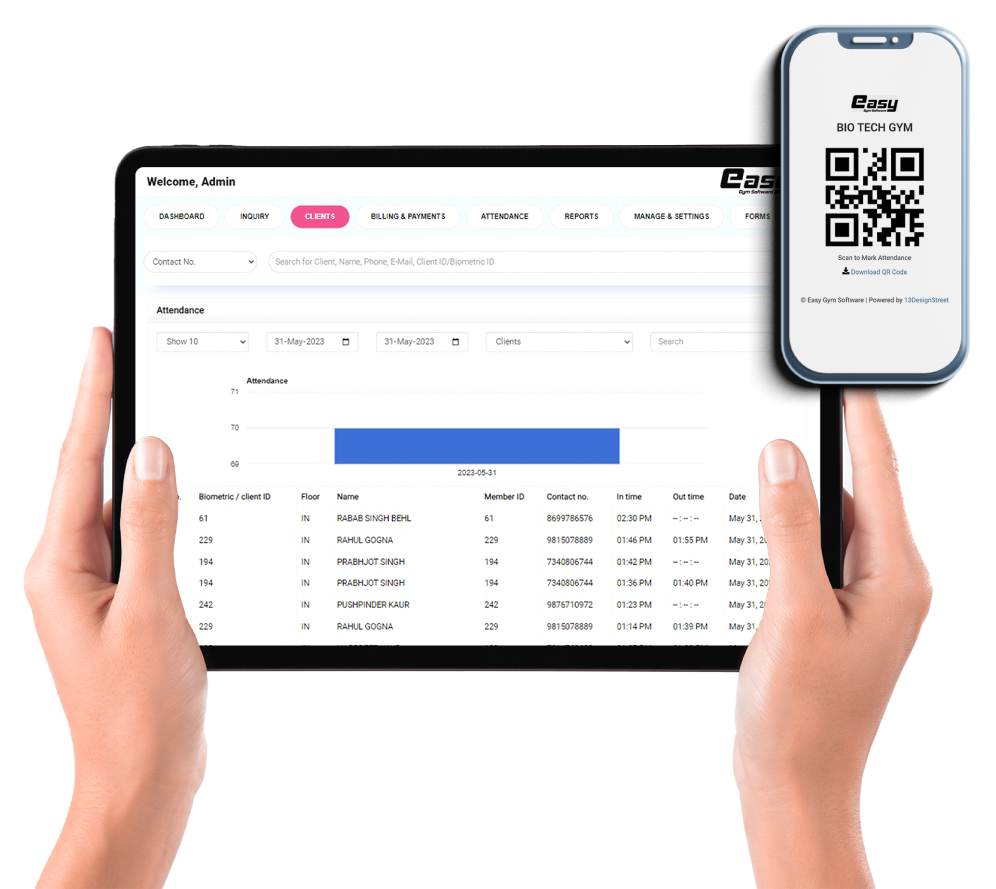 Welcome, Admin
Easy
Gym Software
DASHBOARD INQUIRY CLIENTS BILLING & PAYMENTS ATTENDANCE REPORTS MANAGE & SETTINGS FORMS
Contact No. Search for Client, Name, Phone, E-Mail, Client ID/Biometric ID
Attendance
Show 10 31-May-2023 31-May-2023 Clients Search
Attendance
71
70
69
2023-05-31
Biometric / client ID Floor Name Member ID Contact no. In time Out time Date
61 IN RABAB SINGH BEHL 61 8699786576 02:30 PM --:--:-- May 31,
229 IN RAHUL GOGNA 229 9815078889 01:46 PM 01:55 PM May 31,
194 IN PRABHJOT SINGH 194 7340806744 01:42 PM --:--:-- May 31,
194 IN PRABHJOT SINGH 194 7340806744 01:36 PM 01:40 PM May 31,
242 IN PUSHPINDER KAUR 242 9876710972 01:23 PM --:--:-- May 31,
229 IN RAHUL GOGNA 229 9815078889 01:14 PM 01:39 PM May 31,
Easy
Gym Software
BIO TECH GYM
Scan to Mark Attendance
Download QR Code
© Easy Gym Software | Powered by 13DesignStreet